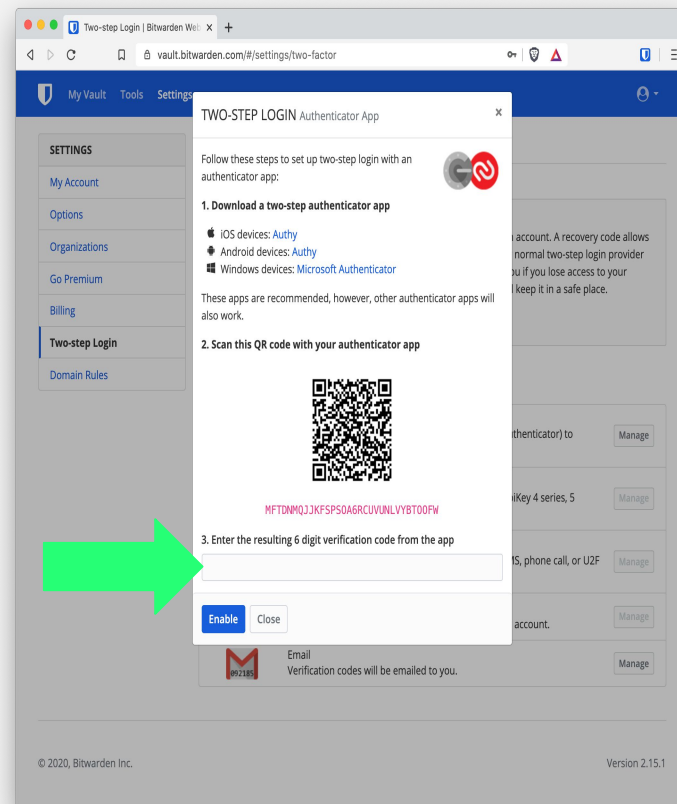 Two-step Login | Bitwarden Web
vault.bitwarden.com/#/settings/two-factor
My Vault Tools Settings
TWO-STEP LOGIN Authenticator App
SETTINGS
My Account
Options
Organizations
Go Premium
Billing
Two-step Login
Domain Rules
Follow these steps to set up two-step login with an
authenticator app:
1. Download a two-step authenticator app
iOS devices: Authy
Android devices: Authy
Windows devices: Microsoft Authenticator
These apps are recommended, however, other authenticator apps will
also work.
2. Scan this QR code with your authenticator app
MFTDNMQJJKFSPSOA6RCUVUNLVYBTOOFW
3. Enter the resulting 6 digit verification code from the app
Enable Close
account. A recovery code allows
normal two-step login provider
ou if you lose access to your
keep it in a safe place.
uthenticator) to Manage
iKey 4 series, 5 Manage
MS, phone call, or U2F Manage
account. Manage
092185
Email
Verification codes will be emailed to you. Manage
© 2020, Bitwarden Inc. Version 2.15.1